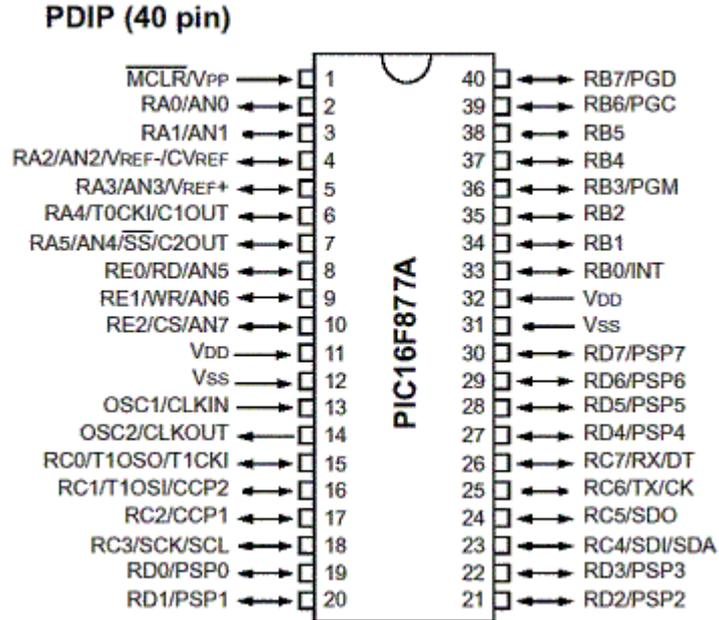 PDIP (40 pin)
MCLR/VPP 1 40 RB7/PGD
RA0/AN0 2 39 RB6/PGC
RA1/AN1 3 38 RB5
RA2/AN2/VREF-/CVREF 4 37 RB4
RA3/AN3/VREF+ 5 36 RB3/PGM
RA4/T0CKI/C1OUT 6 35 RB2
RA5/AN4/SS/C2OUT 7 34 RB1
RE0/RD/AN5 8 33 RB0/INT
RE1/WR/AN6 9 32 VDD
RE2/CS/AN7 10 31 VSS
VDD 11 30 RD7/PSP7
VSS 12 29 RD6/PSP6
OSC1/CLKIN 13 28 RD5/PSP5
OSC2/CLKOUT 14 27 RD4/PSP4
RC0/T1OSO/T1CKI 15 26 RC7/RX/DT
RC1/T1OSI/CCP2 16 25 RC6/TX/CK
RC2/CCP1 17 24 RC5/SDO
RC3/SCK/SCL 18 23 RC4/SDI/SDA
RD0/PSP0 19 22 RD3/PSP3
RD1/PSP1 20 21 RD2/PSP2
PIC16F877A